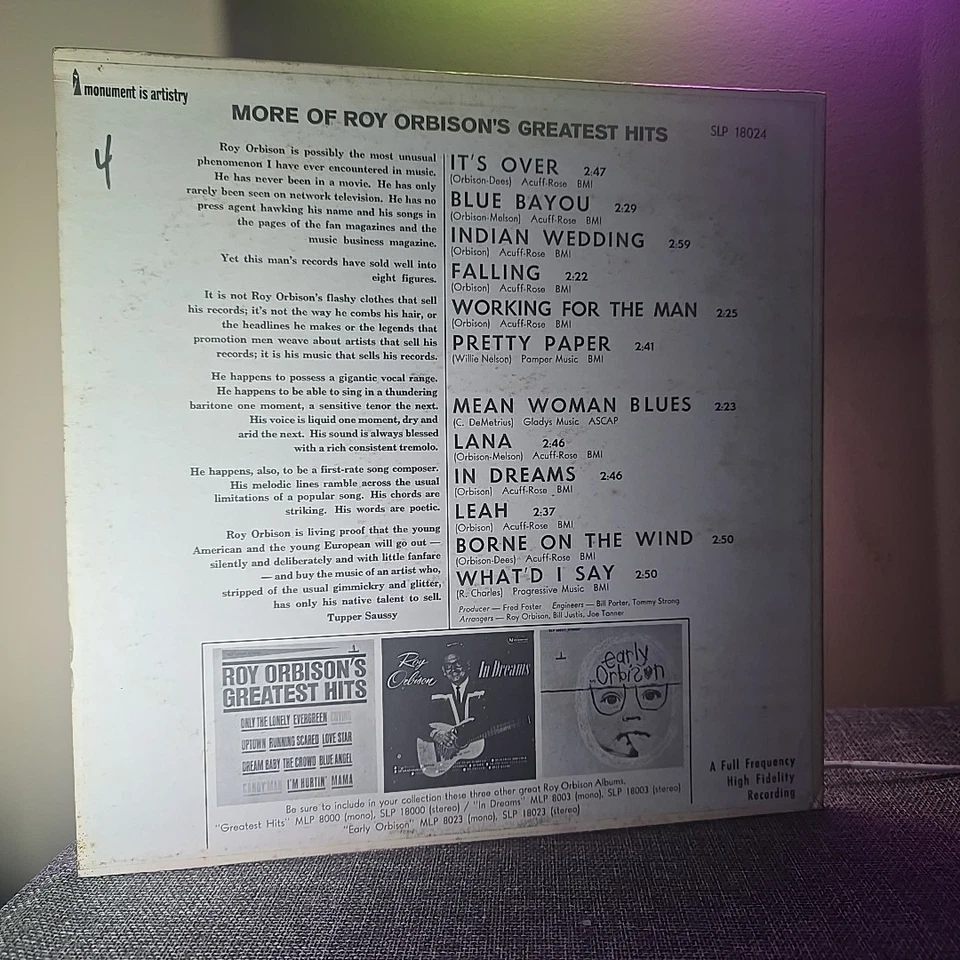 monument is artistry
MORE OF ROY ORBISON'S GREATEST HITS
SLP 18024
4
Roy Orbison is possibly the most unusual
phenomenon I have ever encountered in music.
He has never been in a movie. He has only
rarely been seen on network television. He has no
press agent hawking his name and his songs in
the pages of the fan magazines and the
music business magazine.
Yet this man's records have sold well into
eight figures.
It is not Roy Orbison's flashy clothes that sell
his records; it's not the way he combs his hair, or
the headlines he makes or the legends that
promotion men weave about artists that sell his
records; it is his music that sells his records.
He happens to possess a gigantic vocal range.
He happens to be able to sing in a thundering
baritone one moment, a sensitive tenor the next.
His voice is liquid one moment, dry and
arid the next. His sound is always blessed
with a rich consistent tremolo.
He happens, also, to be a first-rate song composer.
His melodic lines ramble across the usual
limitations of a popular song. His chords are
striking. His words are poetic.
Roy Orbison is living proof that the young
American and the young European will go out —
silently and deliberately and with little fanfare
— and buy the music of an artist who,
stripped of the usual gimmickry and glitter,
has only his native talent to sell.
Tupper Saussy
IT'S OVER 2:47
(Orbison-Dees) Acuff-Rose BMI
BLUE BAYOU 2:29
(Orbison-Melson) Acuff-Rose BMI
INDIAN WEDDING 2:59
(Orbison) Acuff-Rose BMI
FALLING 2:22
(Orbison) Acuff-Rose BMI
WORKING FOR THE MAN 2:25
(Orbison) Acuff-Rose BMI
PRETTY PAPER 2:41
(Willie Nelson) Pamper Music BMI
MEAN WOMAN BLUES 2:23
(C. DeMetrius) Gladys Music ASCAP
LANA 2:46
(Orbison-Melson) Acuff-Rose BMI
IN DREAMS 2:46
(Orbison) Acuff-Rose BMI
LEAH 2:37
(Orbison) Acuff-Rose BMI
BORNE ON THE WIND 2:50
(Orbison-Dees) Acuff-Rose BMI
WHAT'D I SAY 2:50
(R. Charles) Progressive Music BMI
Producer — Fred Foster Engineers — Bill Porter, Tommy Strong
Arrangers — Roy Orbison, Bill Justis, Joe Tanner
ROY ORBISON'S
GREATEST HITS
ONLY THE LONELY EVERGREEN CRYING
UPTOWN RUNNING SCARED LOVE STAR
DREAM BABY THE CROWD BLUE ANGEL
CANDY MAN I'M HURTIN' MAMA
Roy
Orbison
In Dreams
early
Orbison
Be sure to include in your collection these three other great Roy Orbison Albums,
"Greatest Hits" MLP 8000 (mono), SLP 18000 (stereo) / "In Dreams" MLP 8003 (mono), SLP 18003 (stereo)
"Early Orbison" MLP 8023 (mono), SLP 18023 (stereo)
A Full Frequency
High Fidelity
Recording